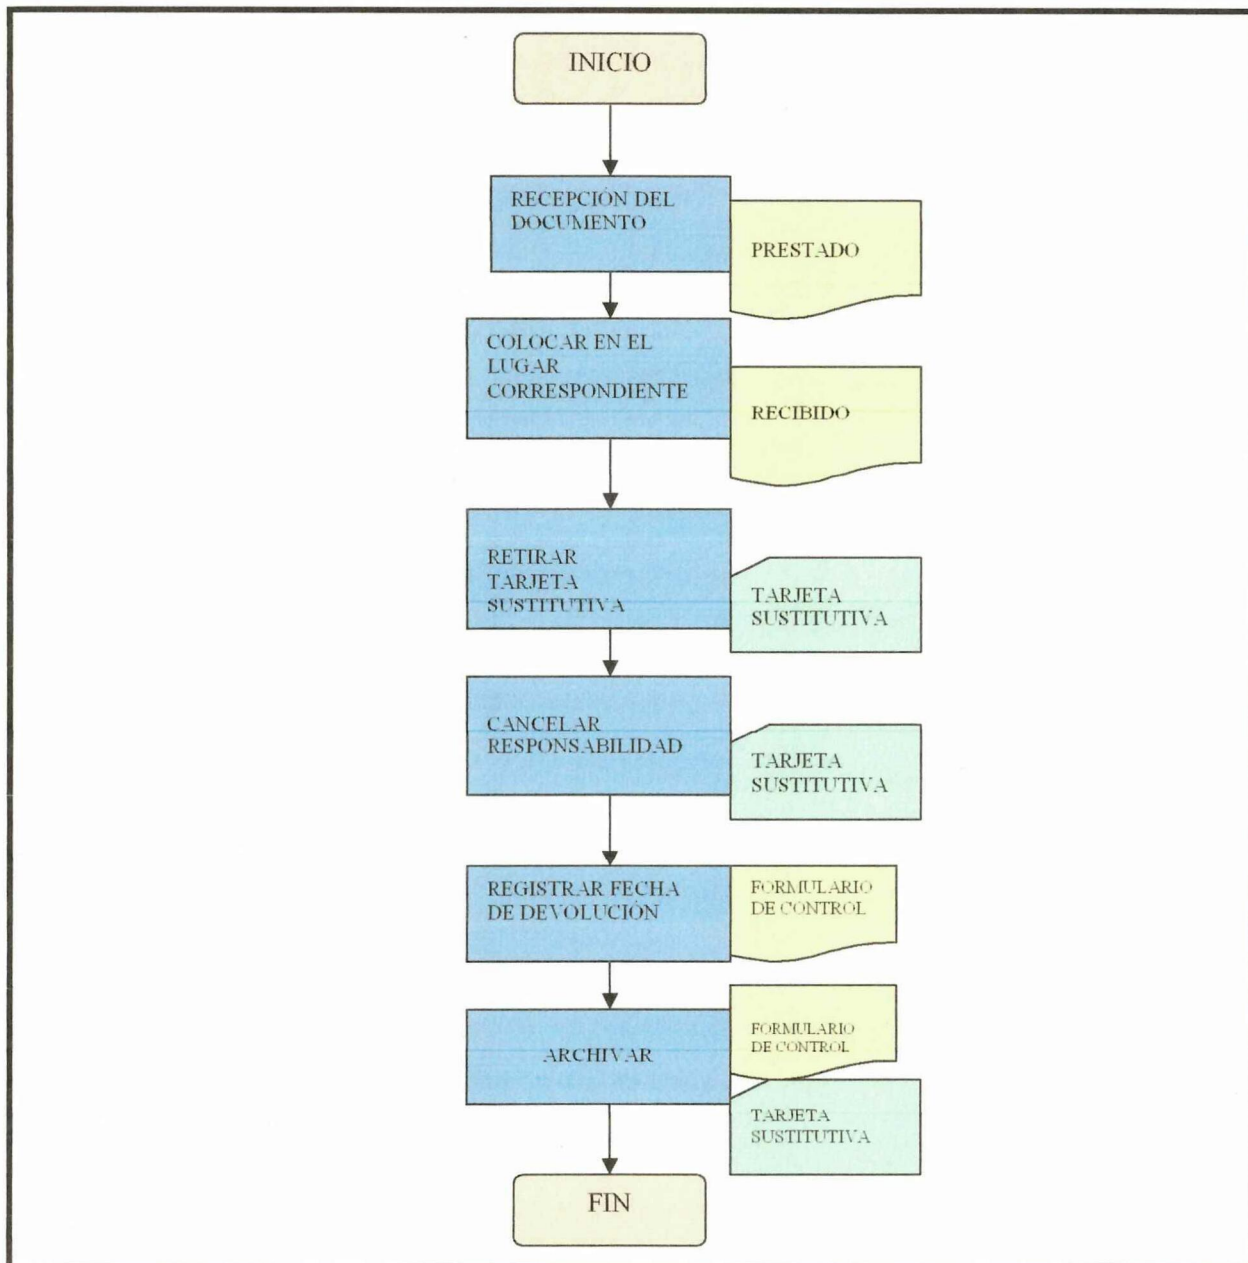 INICIO
RECEPCIÓN DEL
DOCUMENTO
PRESTADO
COLOCAR EN EL
LUGAR
CORRESPONDIENTE
RECIBIDO
RETIRAR
TARJETA
SUSTITUTIVA
TARJETA
SUSTITUTIVA
CANCELAR
RESPONSABILIDAD
TARJETA
SUSTITUTIVA
REGISTRAR FECHA
DE DEVOLUCIÓN
FORMULARIO
DE CONTROL
ARCHIVAR
FORMULARIO
DE CONTROL
TARJETA
SUSTITUTIVA
FIN